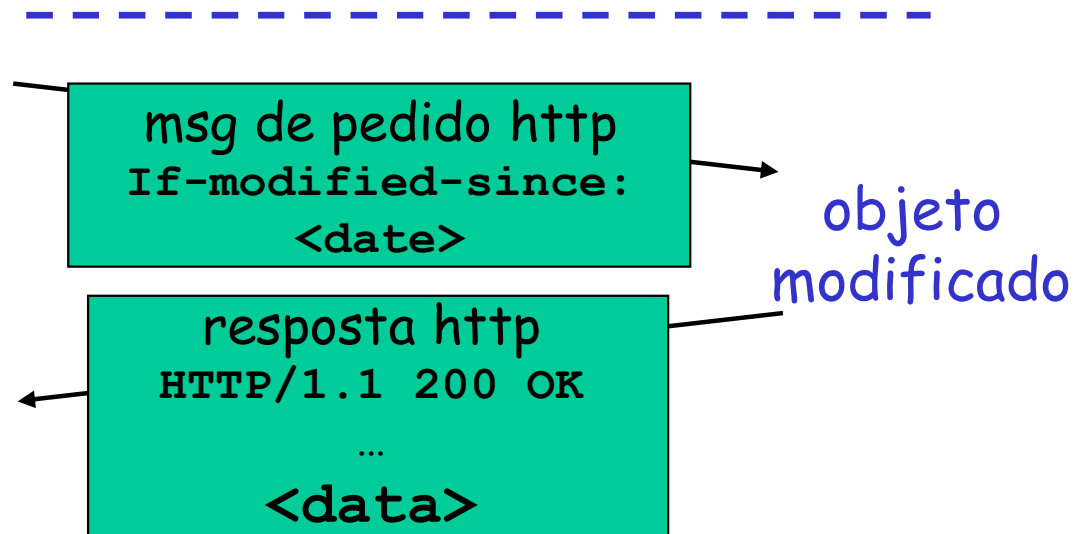 msg de pedido http
If-modified-since:
<date>
objeto
modificado
resposta http
HTTP/1.1 200 OK
…
<data>